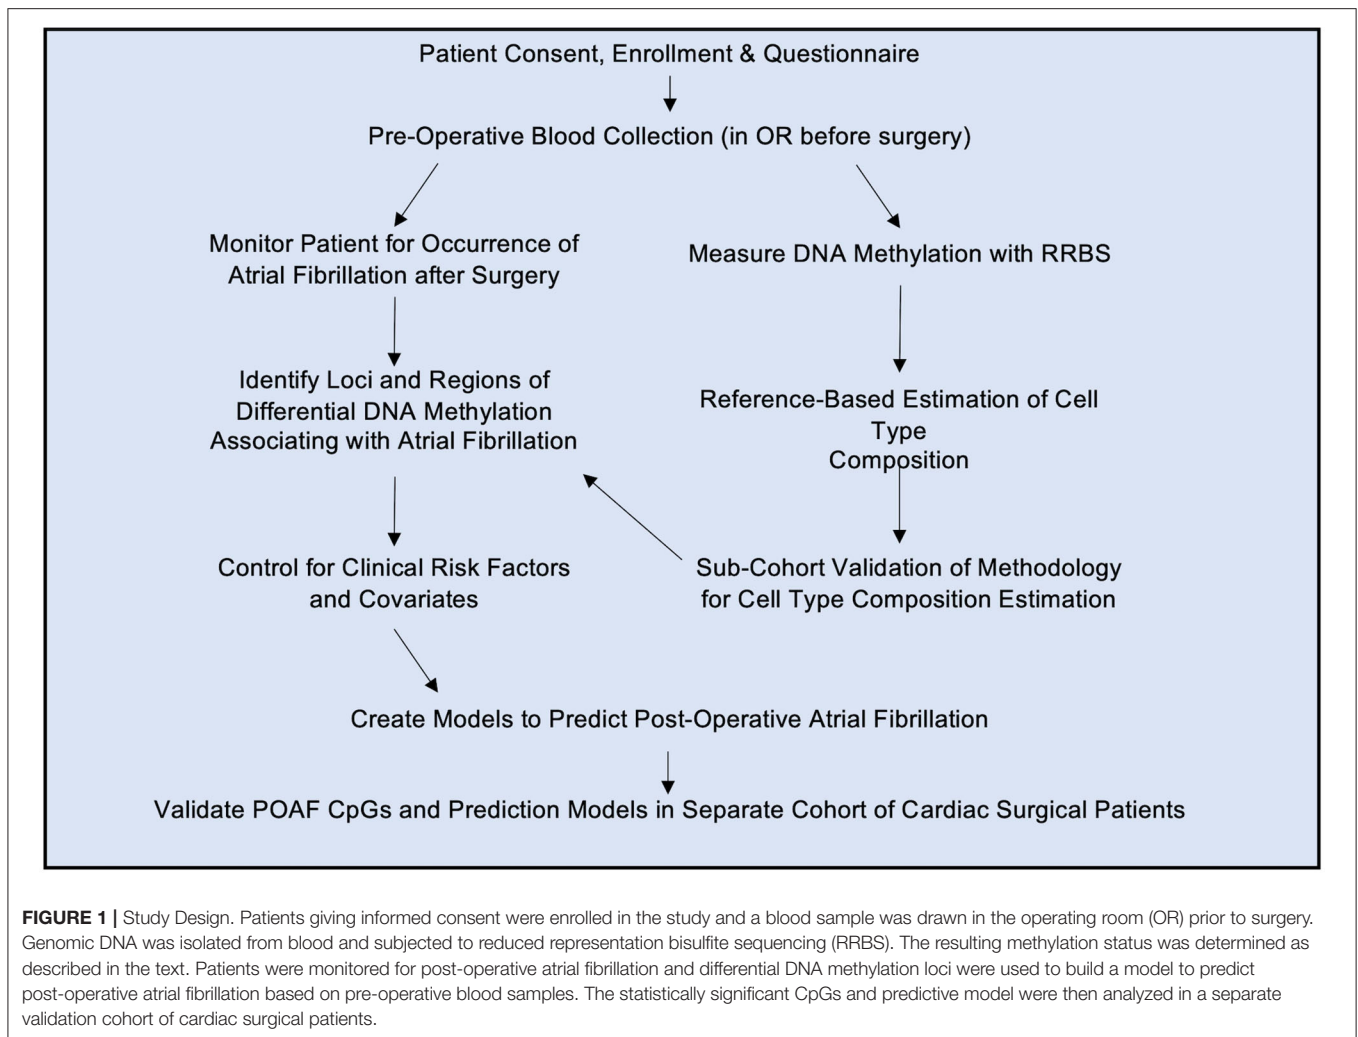 Patient Consent, Enrollment & Questionnaire
Pre-Operative Blood Collection (in OR before surgery)
Monitor Patient for Occurrence of
Atrial Fibrillation after Surgery
Measure DNA Methylation with RRBS
Identify Loci and Regions of
Differential DNA Methylation
Associating with Atrial Fibrillation
Reference-Based Estimation of Cell
Type
Composition
Control for Clinical Risk Factors
and Covariates
Sub-Cohort Validation of Methodology
for Cell Type Composition Estimation
Create Models to Predict Post-Operative Atrial Fibrillation
Validate POAF CpGs and Prediction Models in Separate Cohort of Cardiac Surgical Patients
FIGURE 1 | Study Design. Patients giving informed consent were enrolled in the study and a blood sample was drawn in the operating room (OR) prior to surgery.
Genomic DNA was isolated from blood and subjected to reduced representation bisulfite sequencing (RRBS). The resulting methylation status was determined as
described in the text. Patients were monitored for post-operative atrial fibrillation and differential DNA methylation loci were used to build a model to predict
post-operative atrial fibrillation based on pre-operative blood samples. The statistically significant CpGs and predictive model were then analyzed in a separate
validation cohort of cardiac surgical patients.